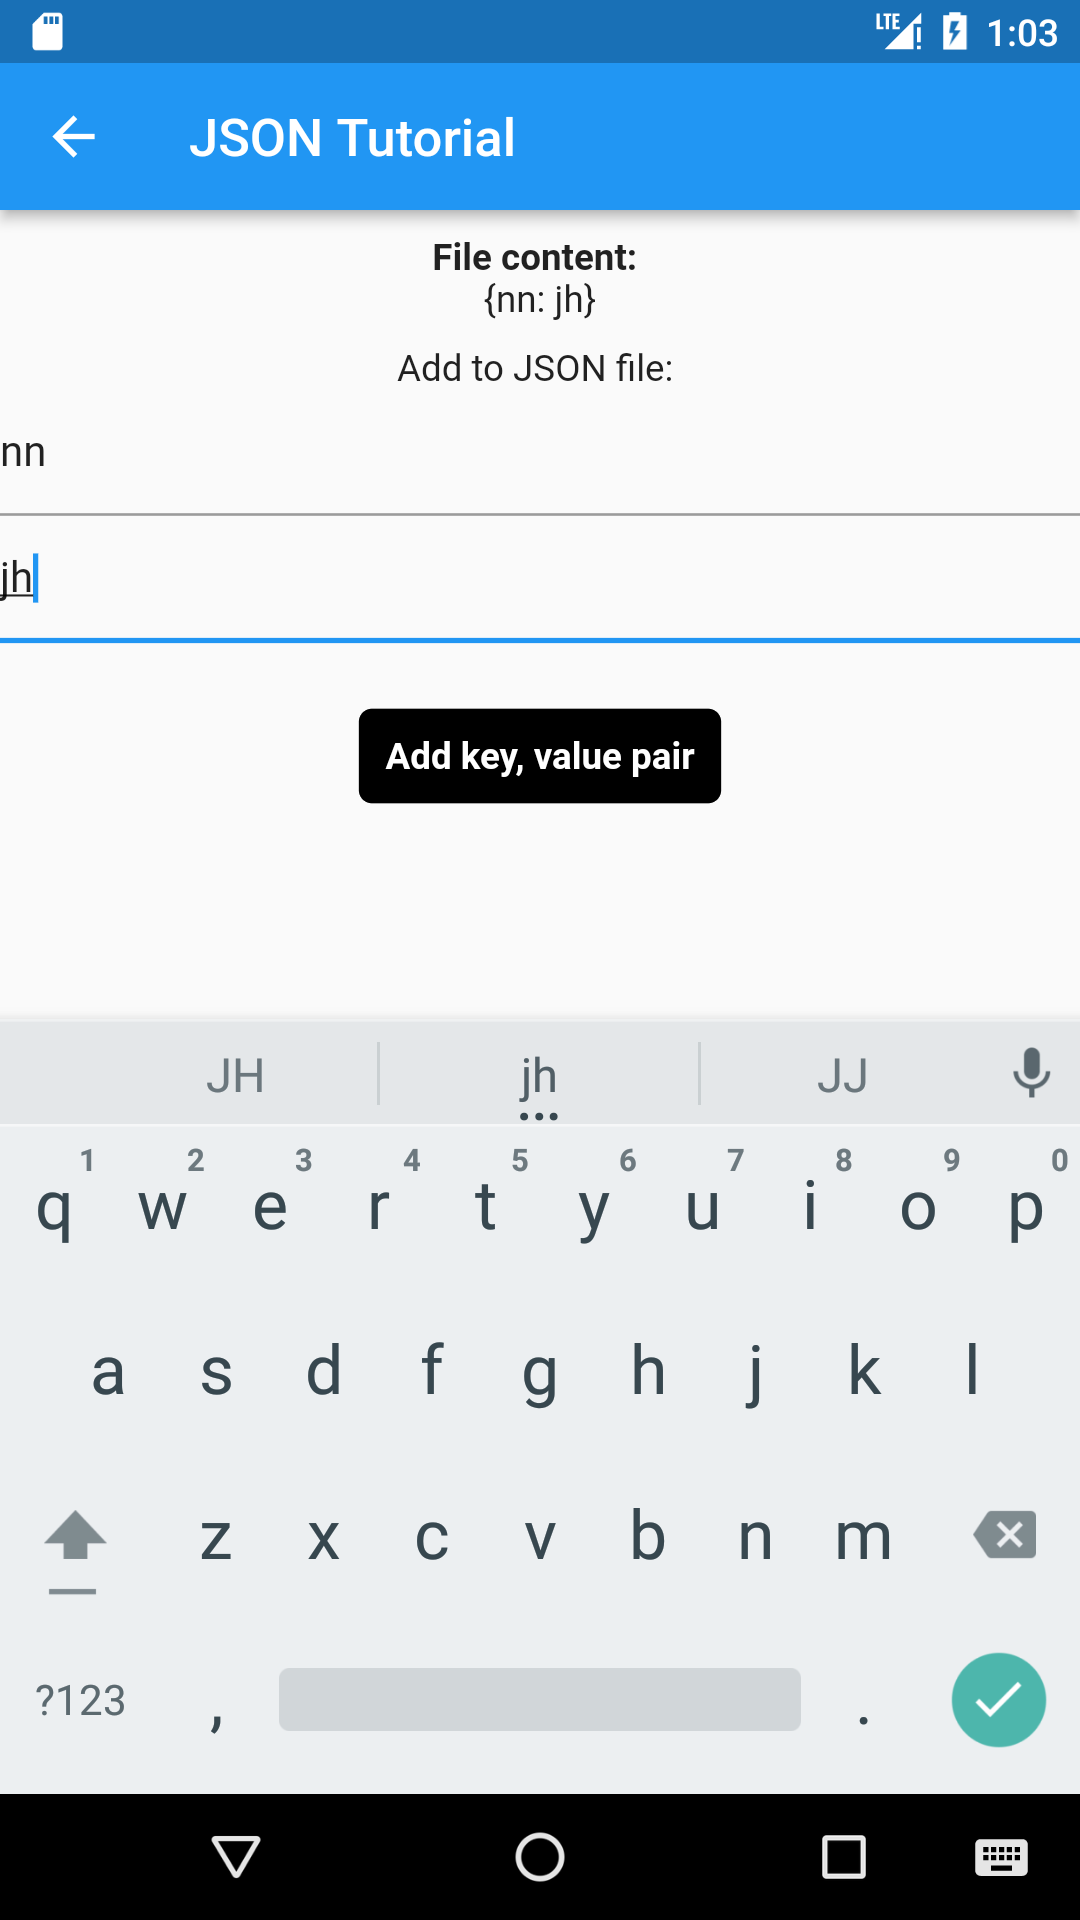 LTE 1:03
JSON Tutorial
File content:
{nn: jh}
Add to JSON file:
nn
jh
Add key, value pair
JH jh JJ
1 2 3 4 5 6 7 8 9 0
q w e r t y u i o p
a s d f g h j k l
z x c v b n m
?123 , .